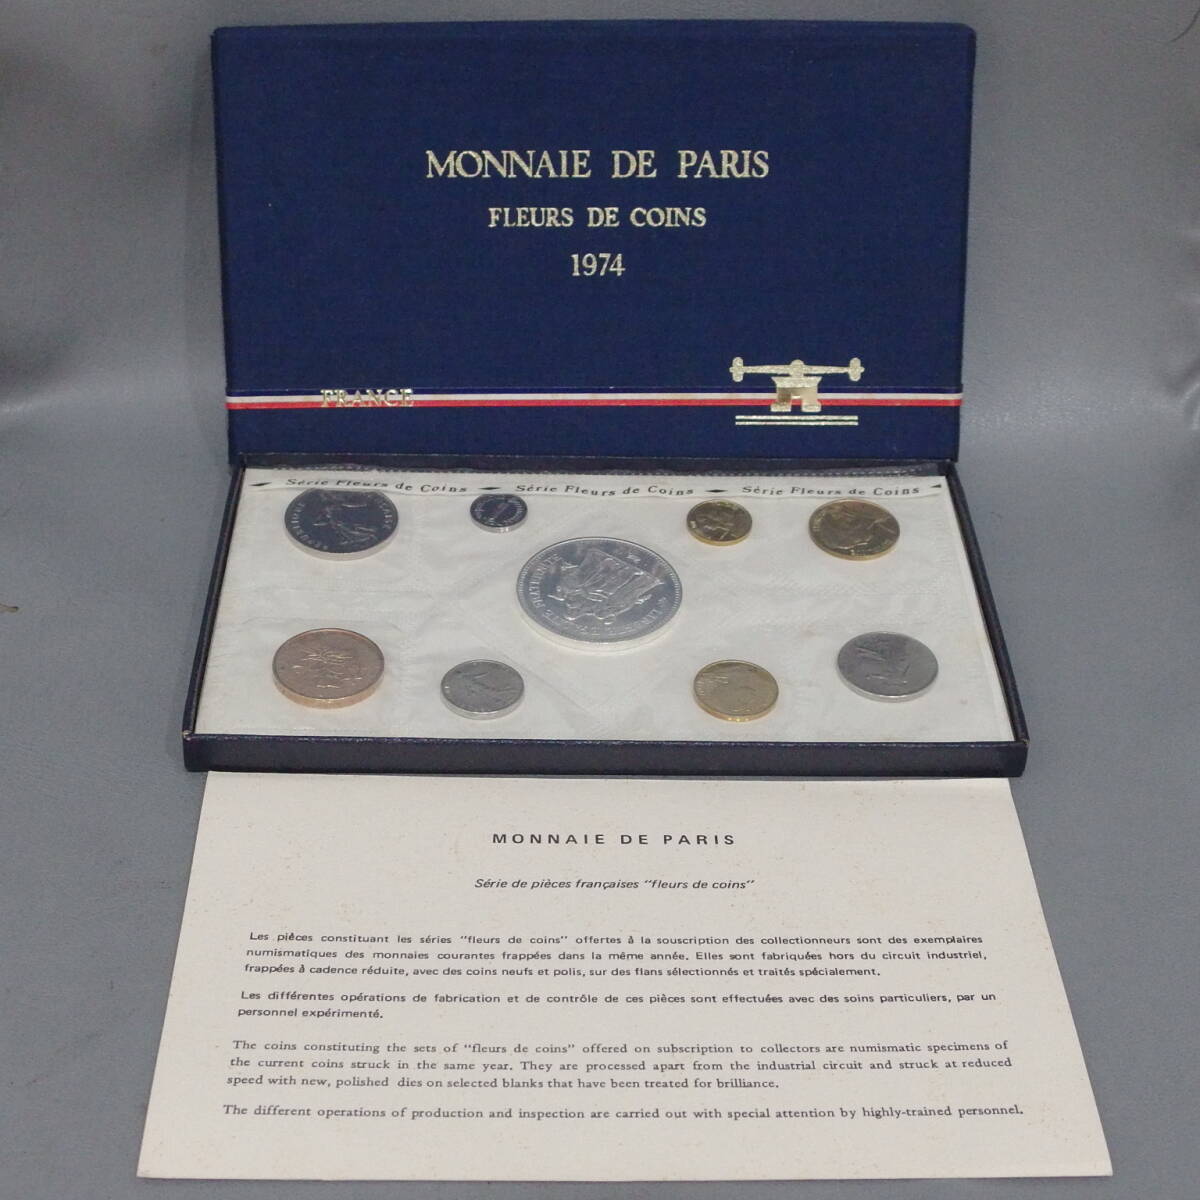 MONNAIE DE PARIS
FLEURS DE COINS
1974
FRANCE
Série Fleurs de Coins Série Fleurs de Coins Série Fleurs de Coins
MONNAIE DE PARIS
Série de pièces françaises "fleurs de coins"
Les pièces constituant les séries "fleurs de coins" offertes à la souscription des collectionneurs sont des exemplaires
numismatiques des monnaies courantes frappées dans la même année. Elles sont fabriquées hors du circuit industriel,
frappées à cadence réduite, avec des coins neufs et polis, sur des flans sélectionnés et traités spécialement.
Les différentes opérations de fabrication et de contrôle de ces pièces sont effectuées avec des soins particuliers, par un
personnel expérimenté.
The coins constituting the sets of "fleurs de coins" offered on subscription to collectors are numismatic specimens of
the current coins struck in the same year. They are processed apart from the industrial circuit and struck at reduced
speed with new, polished dies on selected blanks that have been treated for brilliance.
The different operations of production and inspection are carried out with special attention by highly-trained personnel.